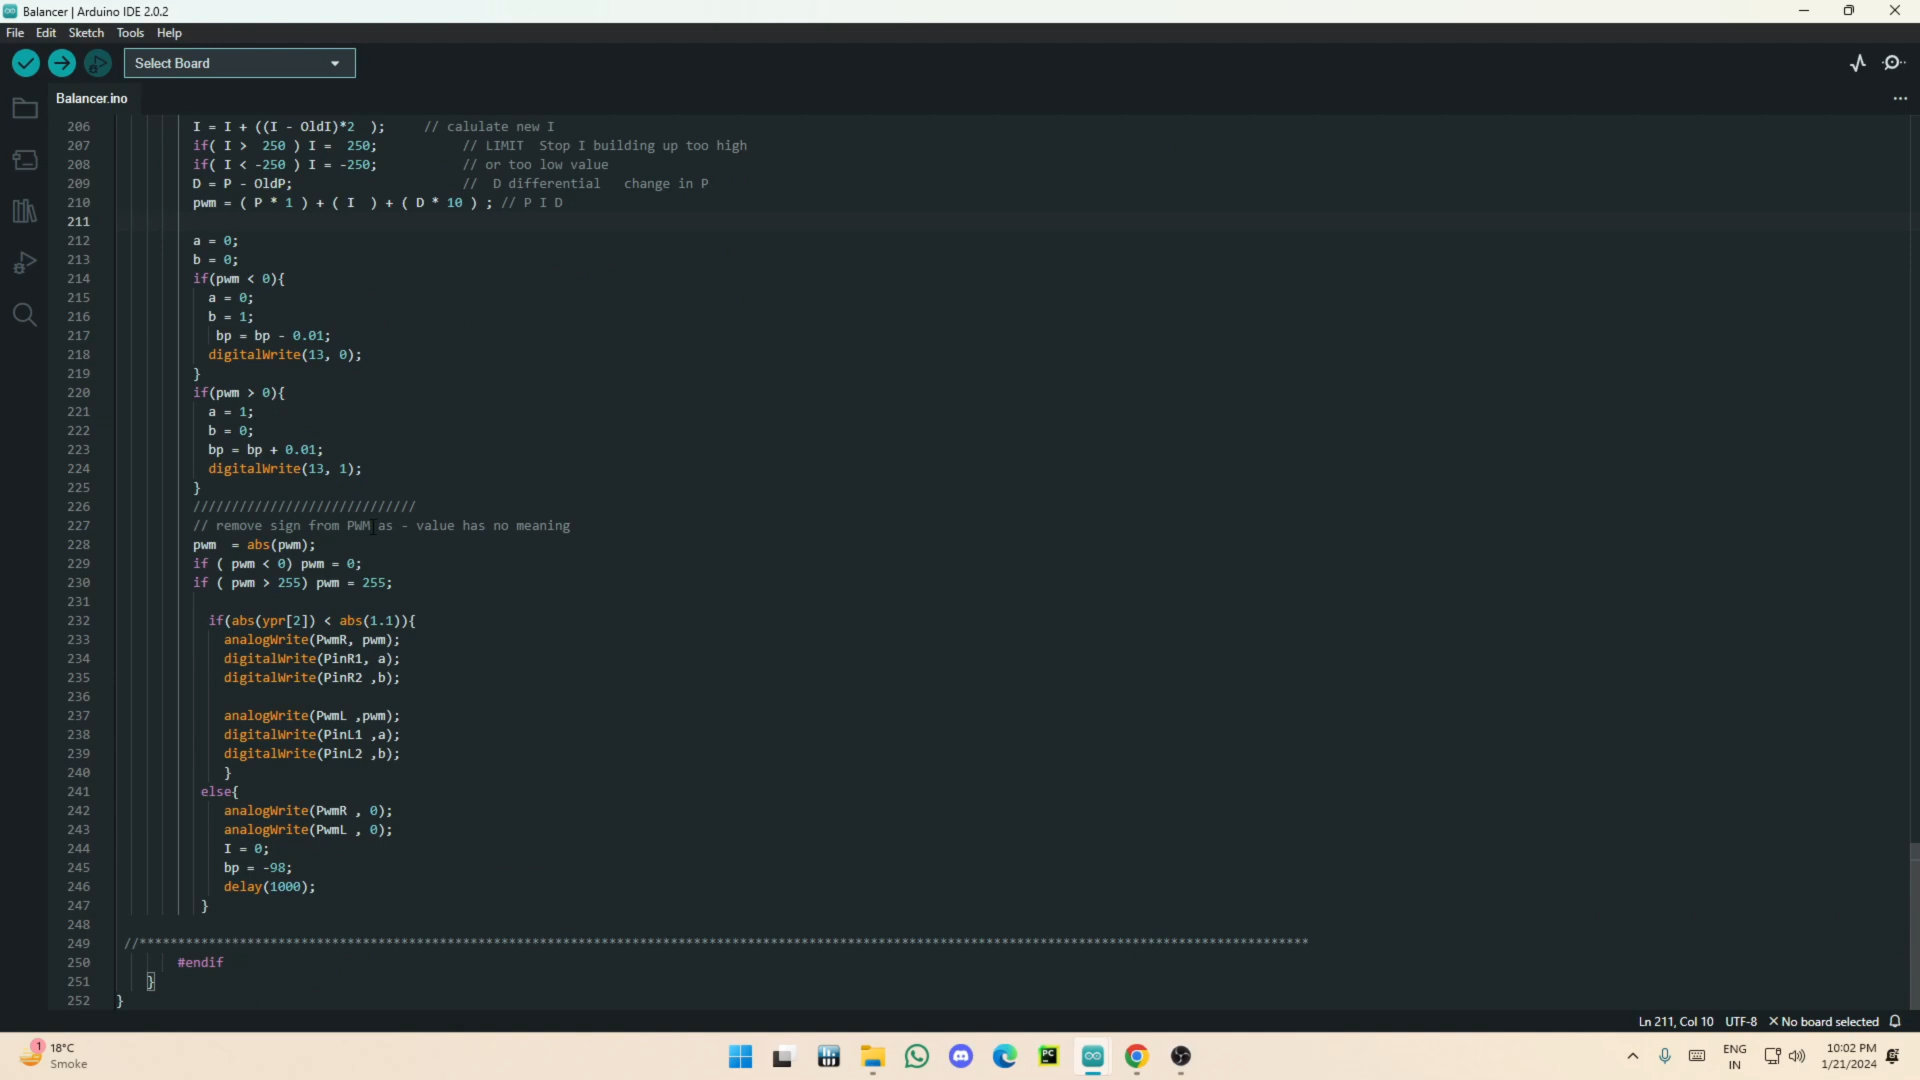 Balancer | Arduino IDE 2.0.2
File Edit Sketch Tools Help
Select Board
Balancer.ino
206 I = I + ((I - OldI)*2 ); // calulate new I
207 if( I > 250 ) I = 250; // LIMIT Stop I building up too high
208 if( I < -250 ) I = -250; // or too low value
209 D = P - OldP; // D differential change in P
210 pwm = ( P * 1 ) + ( I ) + ( D * 10 ) ; // P I D
211
212 a = 0;
213 b = 0;
214 if(pwm < 0){
215 a = 0;
216 b = 1;
217 bp = bp - 0.01;
218 digitalWrite(13, 0);
219 }
220 if(pwm > 0){
221 a = 1;
222 b = 0;
223 bp = bp + 0.01;
224 digitalWrite(13, 1);
225 }
226 /////////////////////////////
227 // remove sign from PWM as - value has no meaning
228 pwm = abs(pwm);
229 if ( pwm < 0) pwm = 0;
230 if ( pwm > 255) pwm = 255;
231
232 if(abs(ypr[2]) < abs(1.1)){
233 analogWrite(PwmR, pwm);
234 digitalWrite(PinR1, a);
235 digitalWrite(PinR2 ,b);
236
237 analogWrite(PwmL ,pwm);
238 digitalWrite(PinL1 ,a);
239 digitalWrite(PinL2 ,b);
240 }
241 else{
242 analogWrite(PwmR , 0);
243 analogWrite(PwmL , 0);
244 I = 0;
245 bp = -98;
246 delay(1000);
247 }
248
249 //********************************************************************************************************************************************************
250 #endif
251 }
252 }
Ln 211, Col 10 UTF-8 No board selected
1
18°C
Smoke
PC
ENG
IN
10:02 PM
1/21/2024